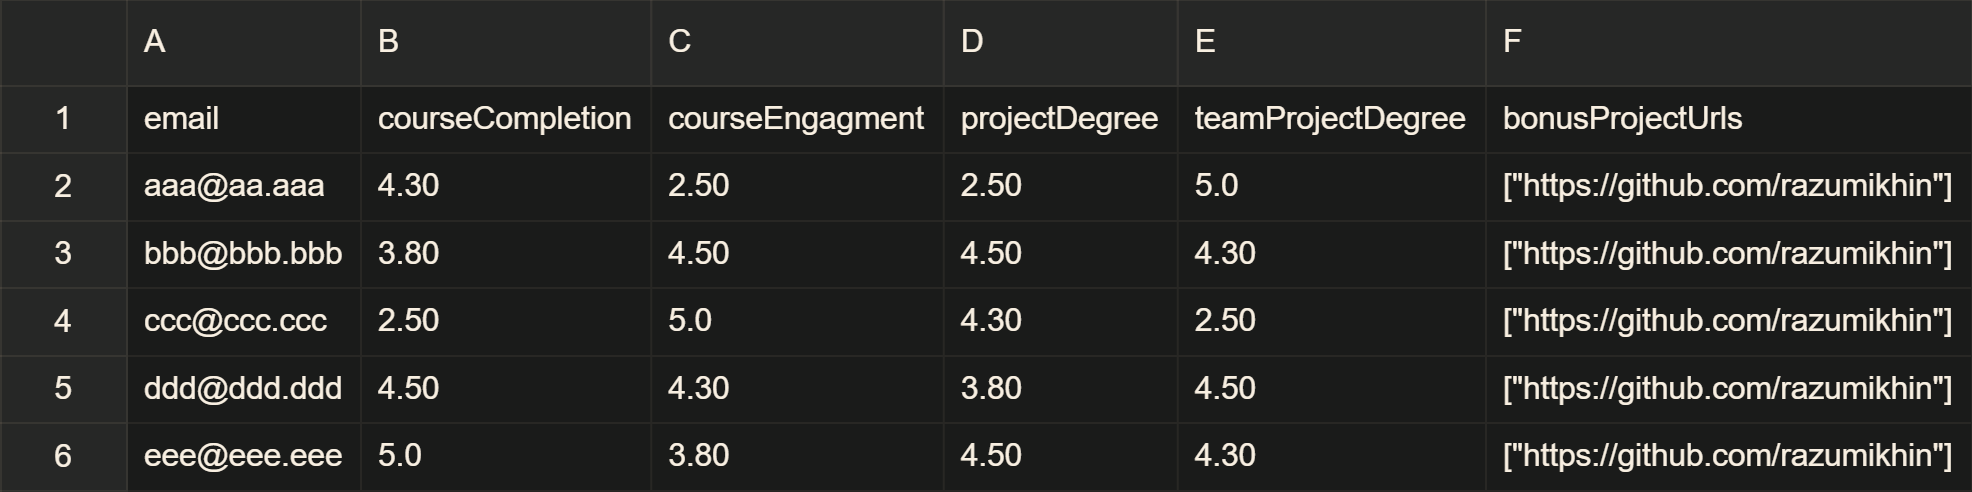 A B C D E F
1 email courseCompletion courseEngagment projectDegree teamProjectDegree bonusProjectUrls
2 aaa@aa.aaa 4.30 2.50 2.50 5.0 ["https://github.com/razumikhin"]
3 bbb@bbb.bbb 3.80 4.50 4.50 4.30 ["https://github.com/razumikhin"]
4 ccc@ccc.ccc 2.50 5.0 4.30 2.50 ["https://github.com/razumikhin"]
5 ddd@ddd.ddd 4.50 4.30 3.80 4.50 ["https://github.com/razumikhin"]
6 eee@eee.eee 5.0 3.80 4.50 4.30 ["https://github.com/razumikhin"]